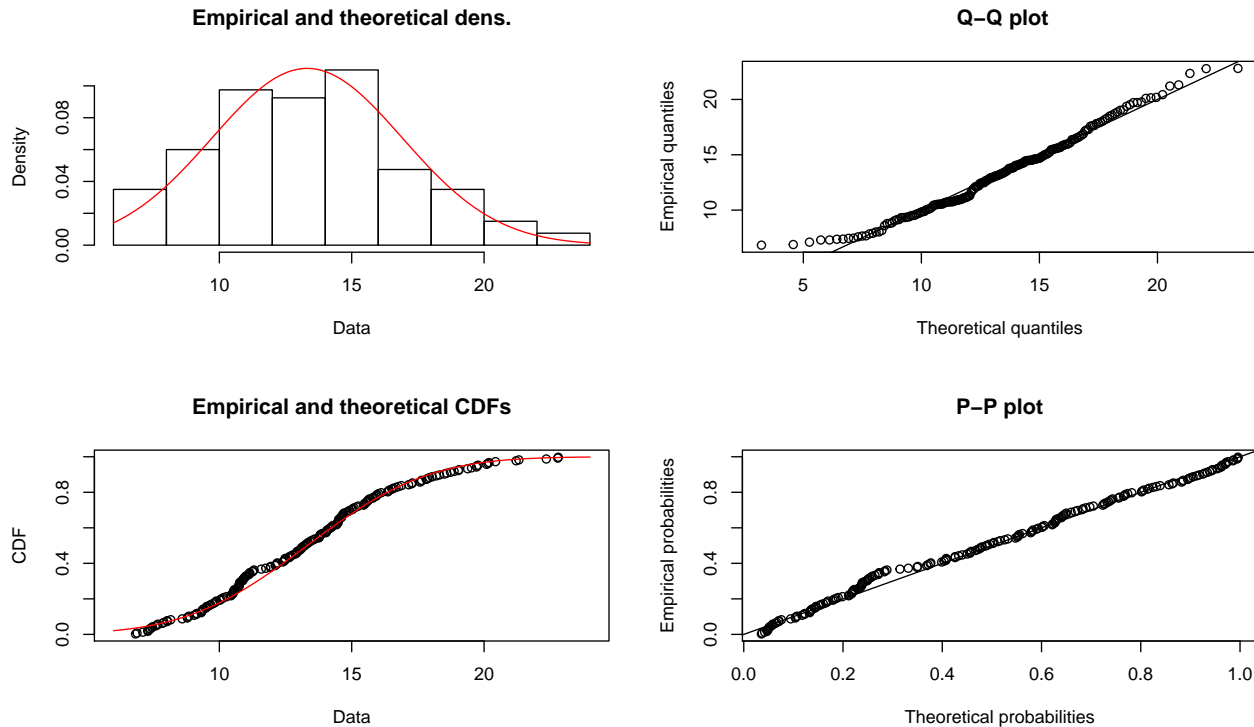 Empirical and theoretical dens.
Density
0.00 0.04 0.08
10 15 20
Data
Q−Q plot
Empirical quantiles
10 15 20
5 10 15 20
Theoretical quantiles
Empirical and theoretical CDFs
CDF
0.0 0.4 0.8
10 15 20
Data
P−P plot
Empirical probabilities
0.0 0.4 0.8
0.0 0.2 0.4 0.6 0.8 1.0
Theoretical probabilities